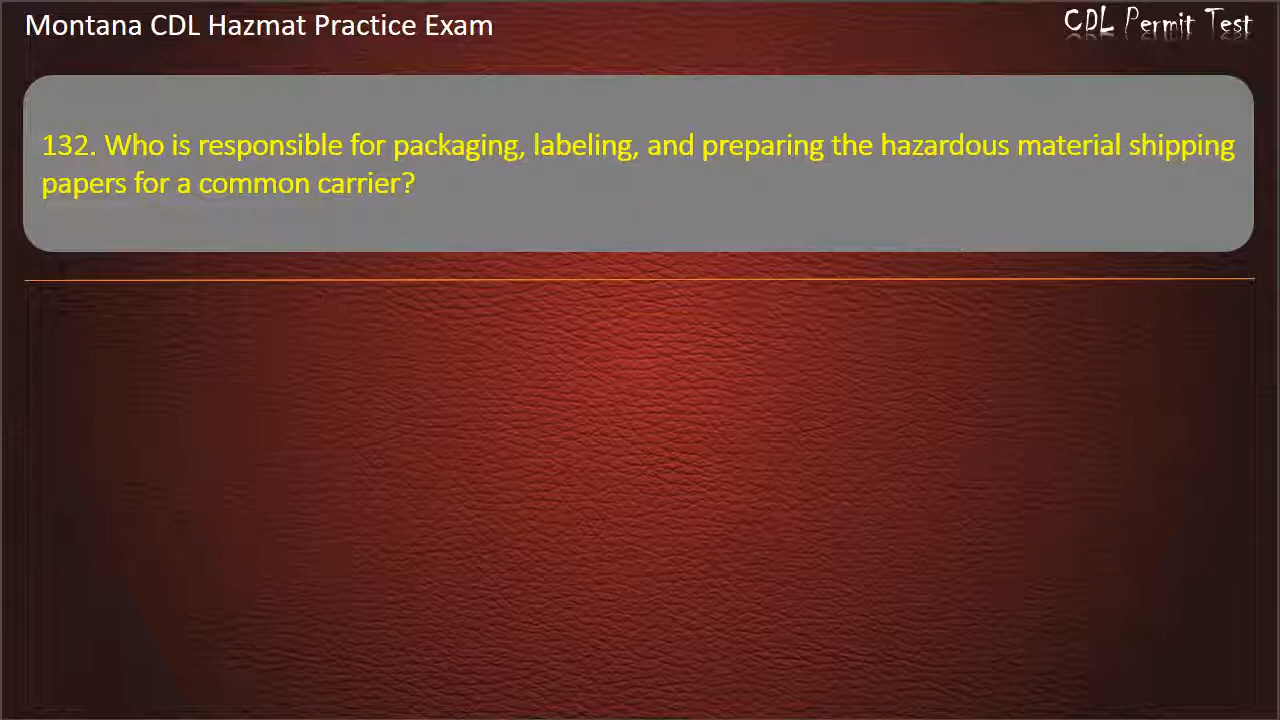 Montana CDL Hazmat Practice Exam
CDL Permit Test
132. Who is responsible for packaging, labeling, and preparing the hazardous material shipping
papers for a common carrier?